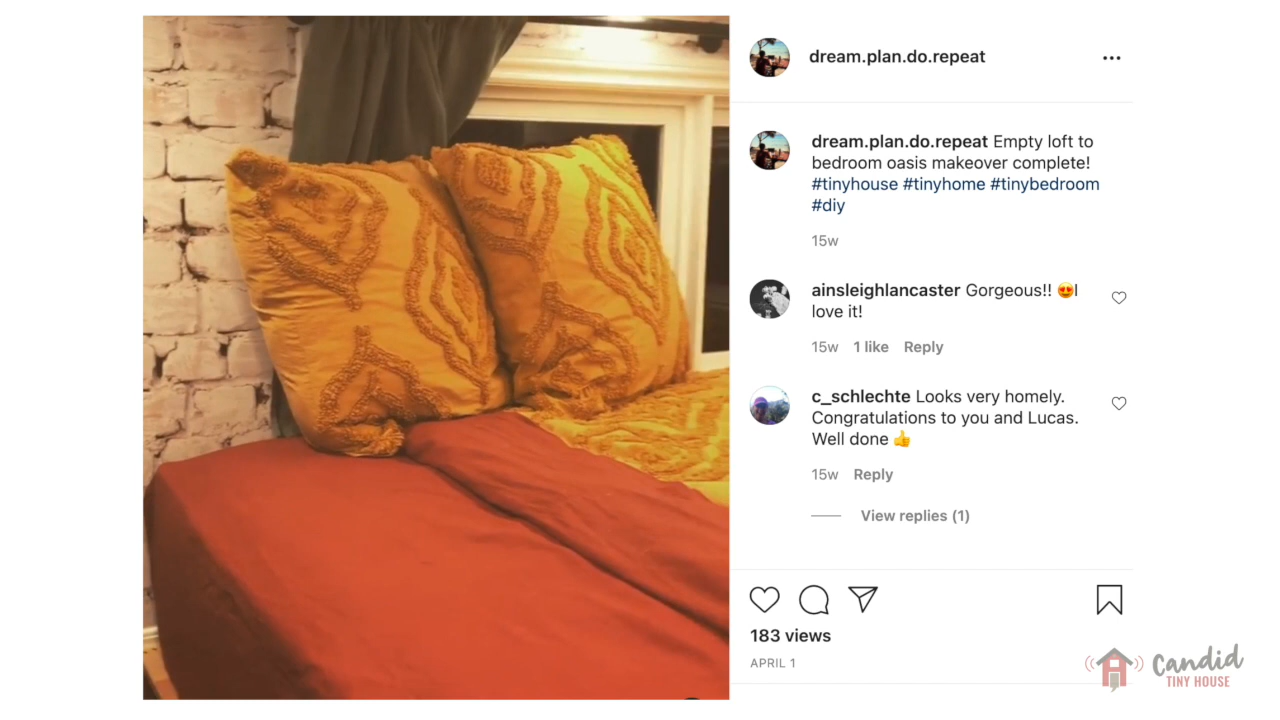 dream.plan.do.repeat
dream.plan.do.repeat Empty loft to
bedroom oasis makeover complete!
#tinyhouse #tinyhome #tinybedroom
#diy
15w
ainsleighlancaster Gorgeous!! 😍I
love it!
15w 1 like Reply
c_schlechte Looks very homely.
Congratulations to you and Lucas.
Well done 👍
15w Reply
View replies (1)
183 views
APRIL 1
Candid
TINY HOUSE